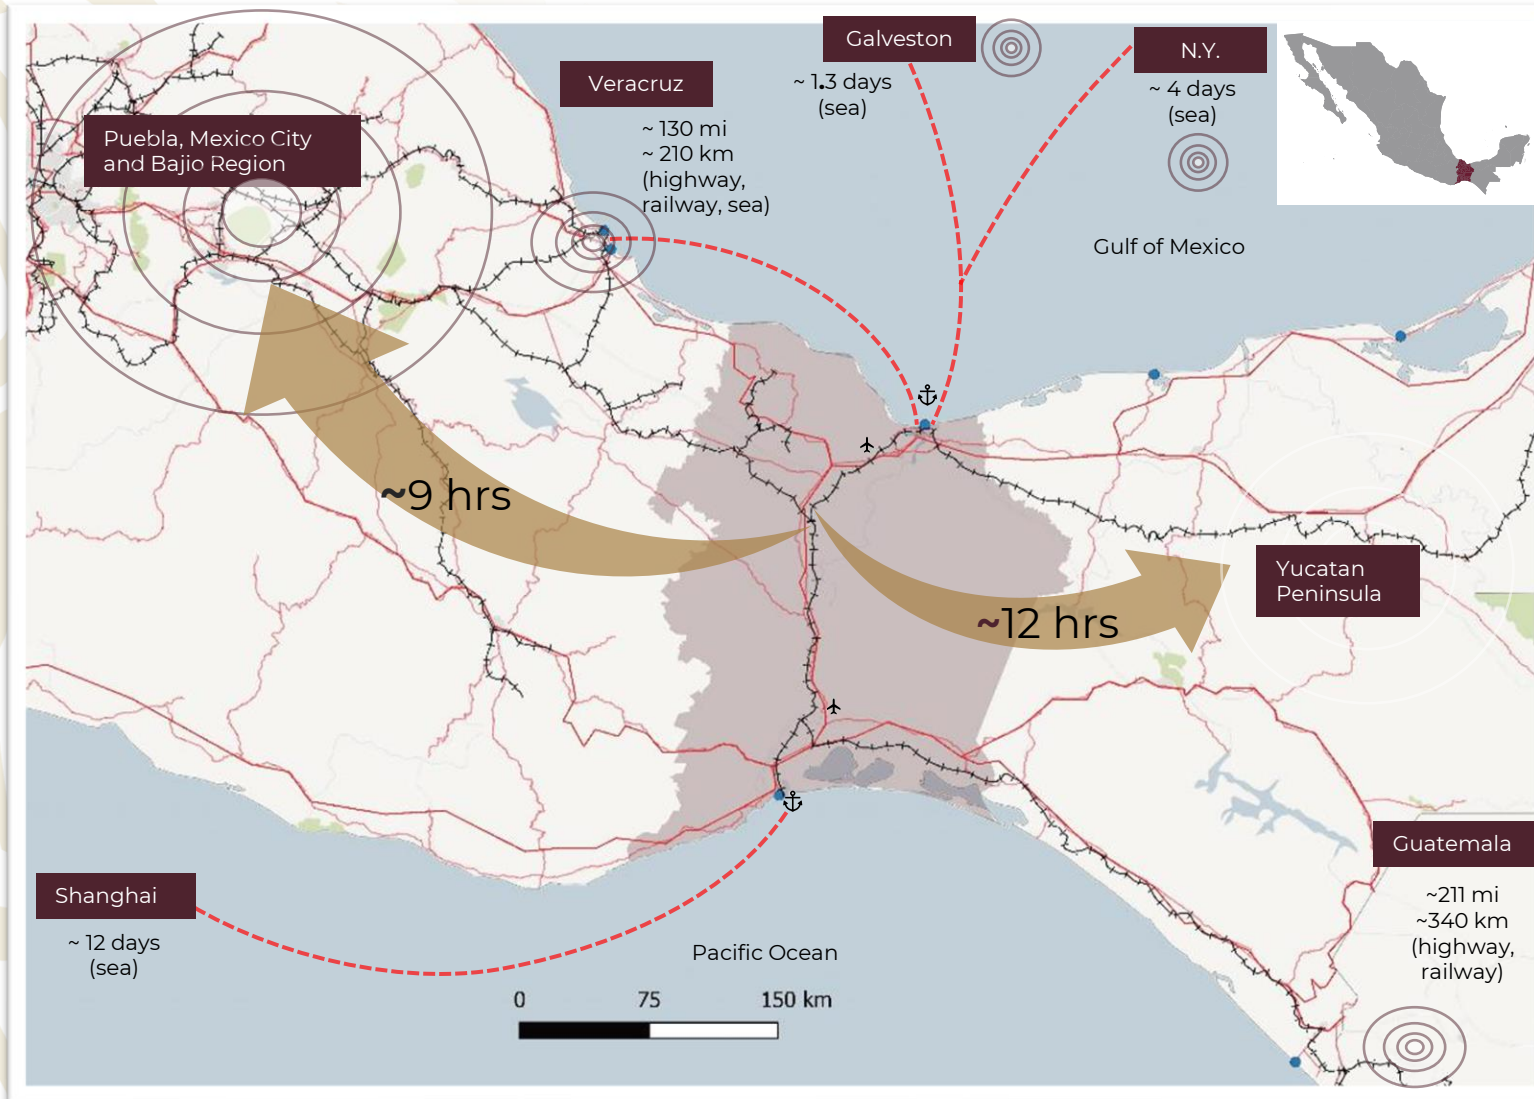 Galveston
~ 1.3 days
(sea)
N.Y.
~ 4 days
(sea)
Veracruz
~ 130 mi
~ 210 km
(highway,
railway, sea)
Puebla, Mexico City
and Bajio Region
Gulf of Mexico
~9 hrs
~12 hrs
Yucatan
Peninsula
Guatemala
~211 mi
~340 km
(highway,
railway)
Shanghai
~ 12 days
(sea)
Pacific Ocean
0 75 150 km